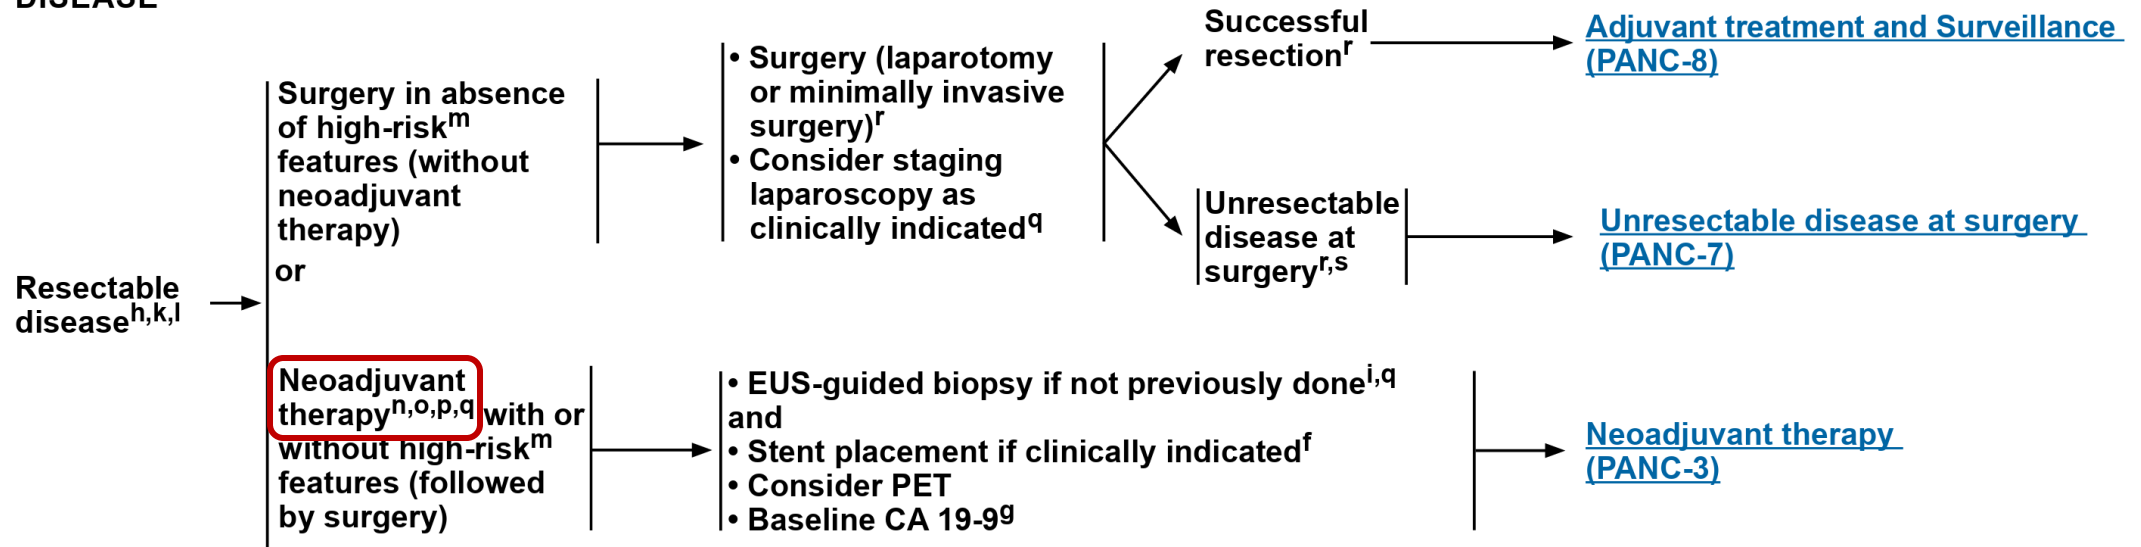 DISEASE
Resectable
disease^h,k,l
Surgery in absence
of high-risk^m
features (without
neoadjuvant
therapy)
or
Neoadjuvant
therapy^n,o,p,q with or
without high-risk^m
features (followed
by surgery)
• Surgery (laparotomy
or minimally invasive
surgery)^r
• Consider staging
laparoscopy as
clinically indicated^q
Successful
resection^r
Adjuvant treatment and Surveillance
(PANC-8)
Unresectable
disease at
surgery^r,s
Unresectable disease at surgery
(PANC-7)
• EUS-guided biopsy if not previously done^i,q
and
• Stent placement if clinically indicated^f
• Consider PET
• Baseline CA 19-9^g
Neoadjuvant therapy
(PANC-3)